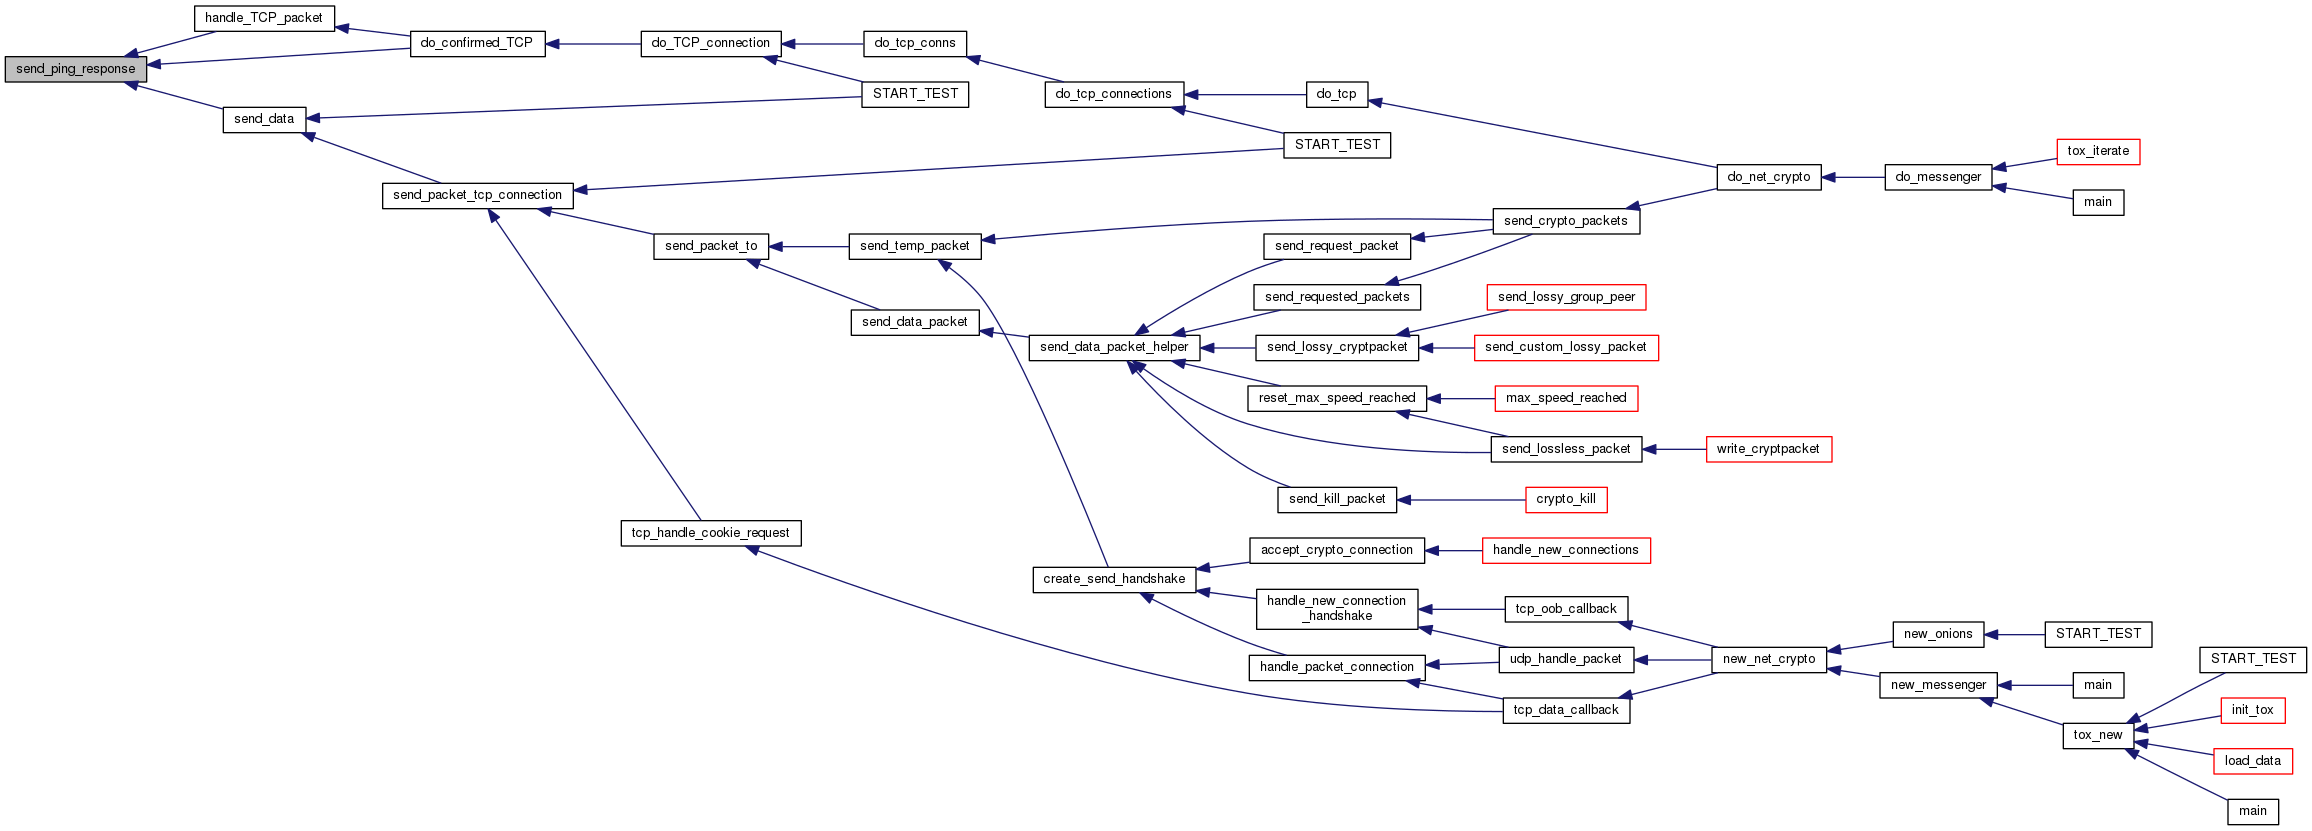 handle_TCP_packet
do_confirmed_TCP
do_TCP_connection
do_tcp_conns
send_ping_response
START_TEST
do_tcp_connections
do_tcp
send_data
START_TEST
tox_iterate
do_net_crypto
do_messenger
send_packet_tcp_connection
main
send_crypto_packets
send_packet_to
send_temp_packet
send_request_packet
send_requested_packets
send_lossy_group_peer
send_data_packet
send_data_packet_helper
send_lossy_cryptpacket
send_custom_lossy_packet
reset_max_speed_reached
max_speed_reached
send_lossless_packet
write_cryptpacket
send_kill_packet
crypto_kill
tcp_handle_cookie_request
accept_crypto_connection
handle_new_connections
create_send_handshake
handle_new_connection
_handshake
tcp_oob_callback
new_onions
START_TEST
handle_packet_connection
udp_handle_packet
new_net_crypto
START_TEST
new_messenger
main
tcp_data_callback
init_tox
tox_new
load_data
main